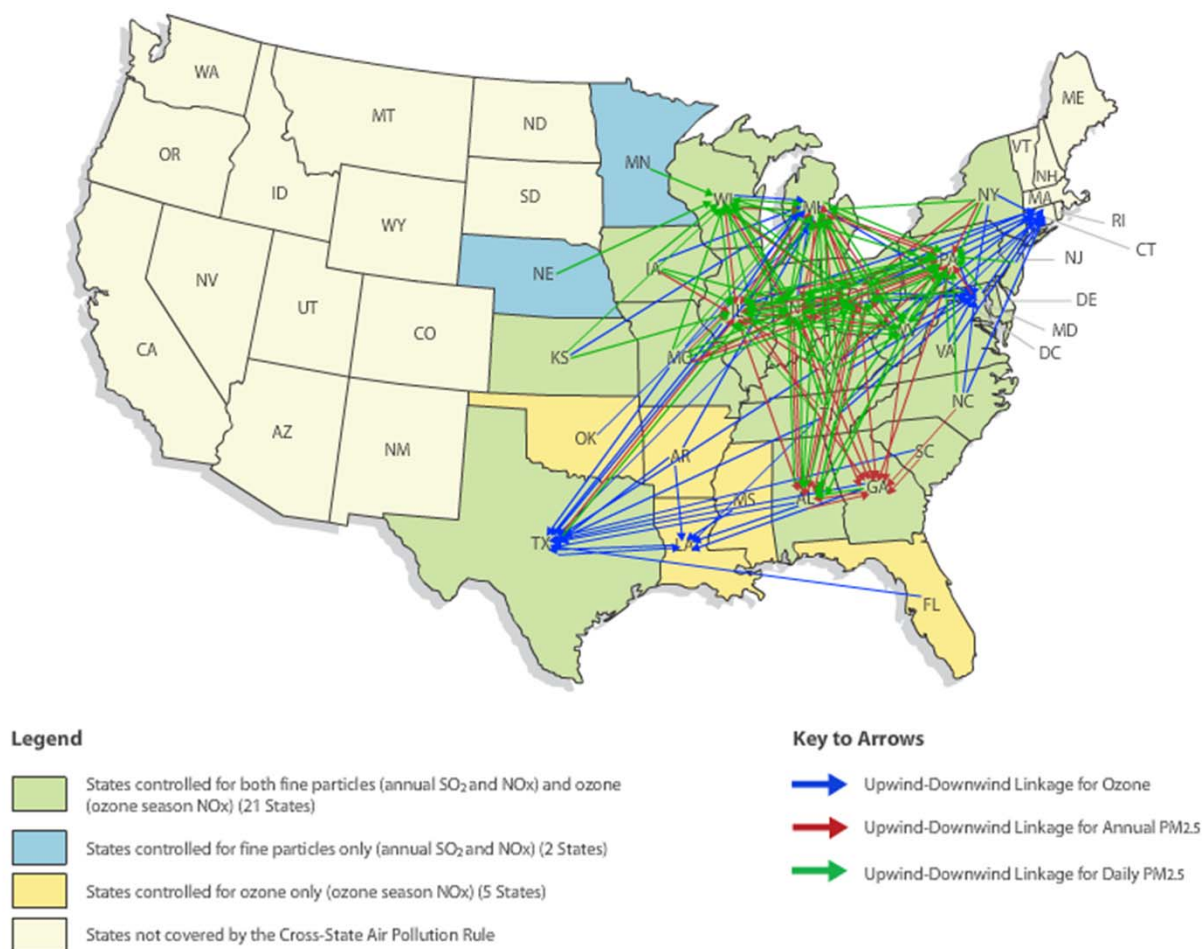 WA
MT
ND
MN
ME
OR
ID
SD
WI
MI
NY
VT
NH
MA
RI
CT
WY
NE
IA
PA
NJ
NV
UT
CO
KS
MO
DE
MD
DC
VA
CA
AZ
NM
OK
AR
NC
SC
TX
LA
MS
AL
GA
FL
Legend
States controlled for both fine particles (annual SO₂ and NOx) and ozone
(ozone season NOx) (21 States)
States controlled for fine particles only (annual SO₂ and NOx) (2 States)
States controlled for ozone only (ozone season NOx) (5 States)
States not covered by the Cross-State Air Pollution Rule
Key to Arrows
Upwind-Downwind Linkage for Ozone
Upwind-Downwind Linkage for Annual PM2.5
Upwind-Downwind Linkage for Daily PM2.5